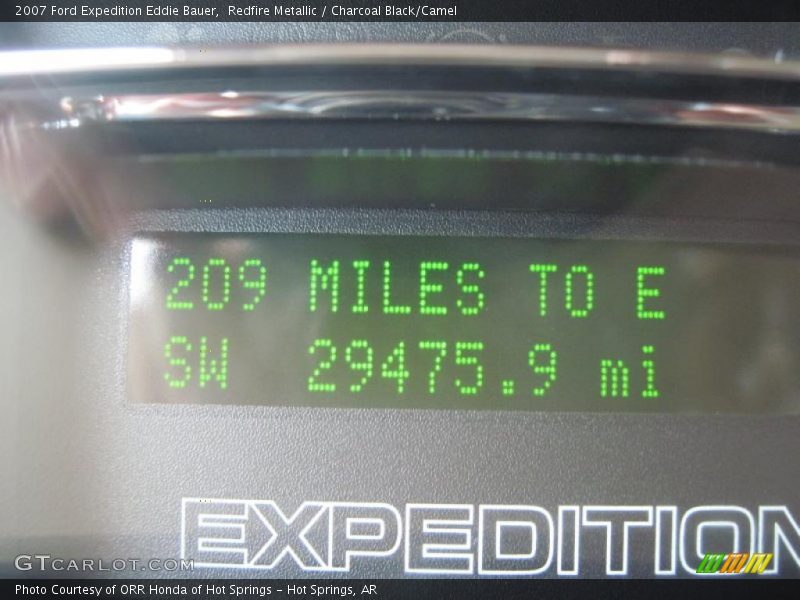 2007 Ford Expedition Eddie Bauer, Redfire Metallic / Charcoal Black/Camel
209 MILES TO E
SW 29475.9 mi
EXPEDITION
GTCARLOT.COM
Photo Courtesy of ORR Honda of Hot Springs - Hot Springs, AR